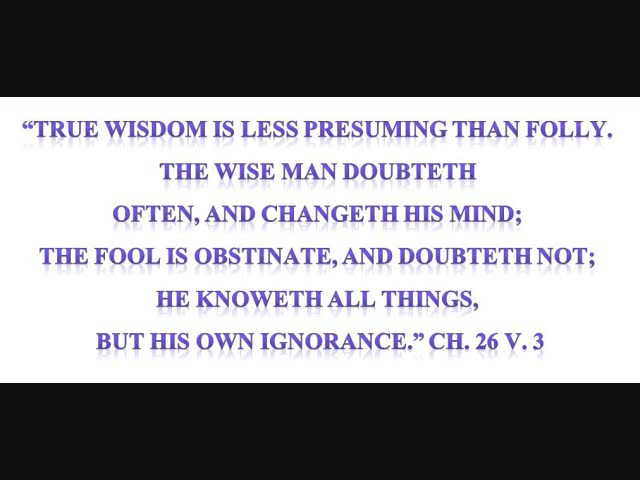 “TRUE WISDOM IS LESS PRESUMING THAN FOLLY.
THE WISE MAN DOUBTETH
OFTEN, AND CHANGETH HIS MIND;
THE FOOL IS OBSTINATE, AND DOUBTETH NOT;
HE KNOWETH ALL THINGS,
BUT HIS OWN IGNORANCE.” CH. 26 V. 3